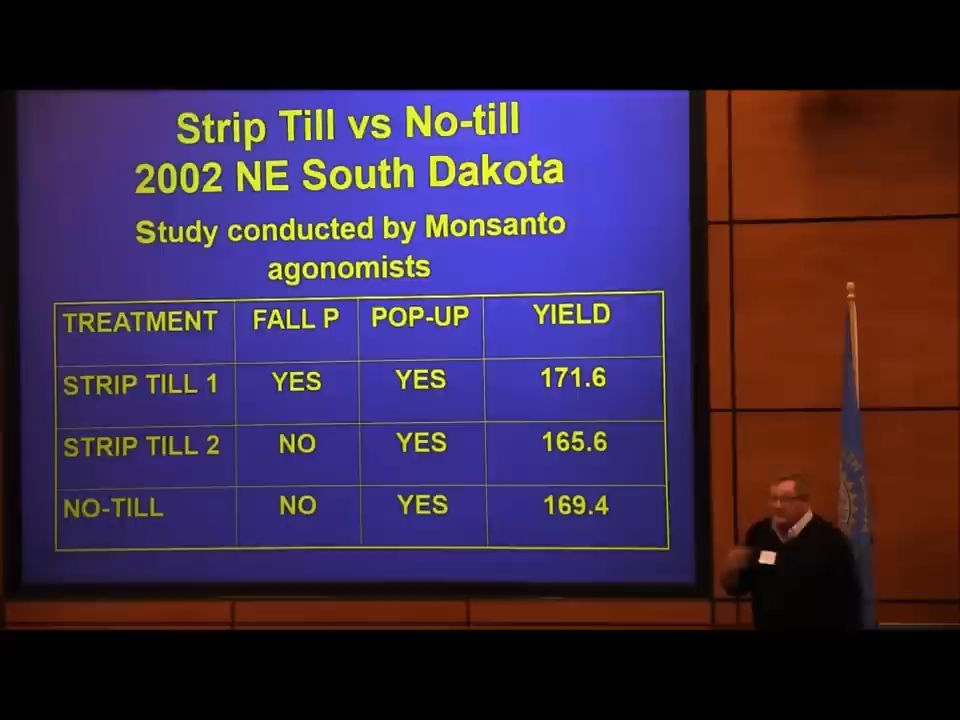 Strip Till vs No-till
2002 NE South Dakota
Study conducted by Monsanto
agonomists
TREATMENT FALL P POP-UP YIELD
STRIP TILL 1 YES YES 171.6
STRIP TILL 2 NO YES 165.6
NO-TILL NO YES 169.4